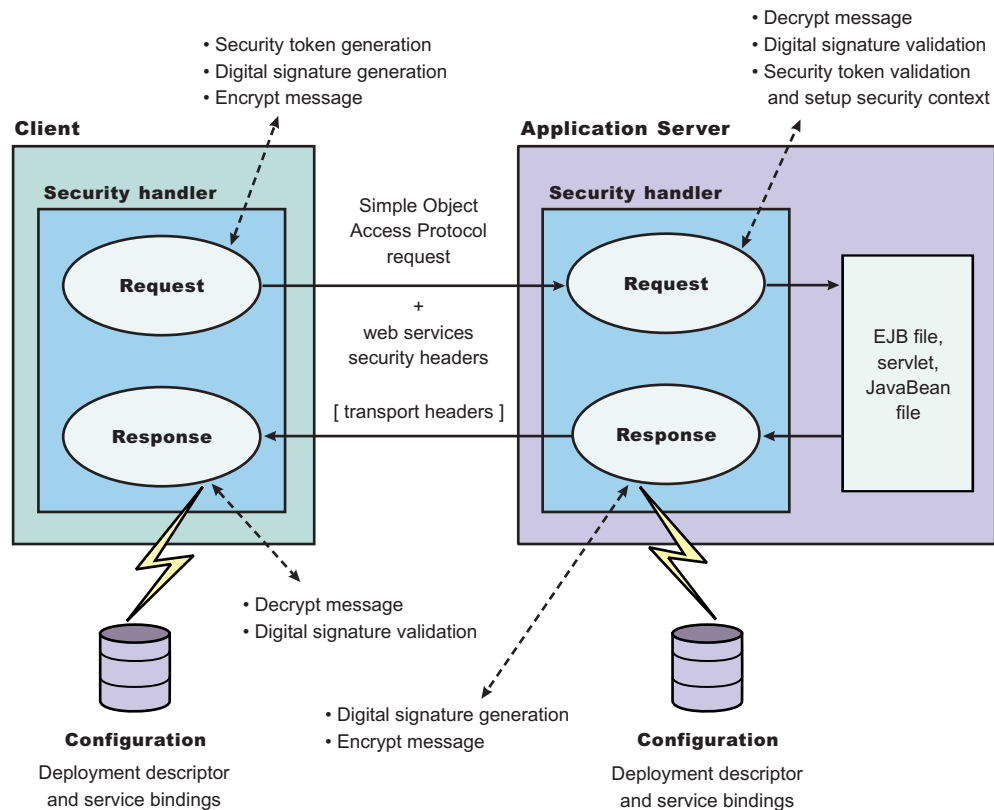 • Security token generation
• Digital signature generation
• Encrypt message
• Decrypt message
• Digital signature validation
• Security token validation
and setup security context
Client
Application Server
Security handler
Security handler
Simple Object
Access Protocol
request
Request
Request
+
web services
security headers
EJB file,
servlet,
JavaBean
file
[ transport headers ]
Response
Response
• Decrypt message
• Digital signature validation
• Digital signature generation
• Encrypt message
Configuration
Deployment descriptor
and service bindings
Configuration
Deployment descriptor
and service bindings